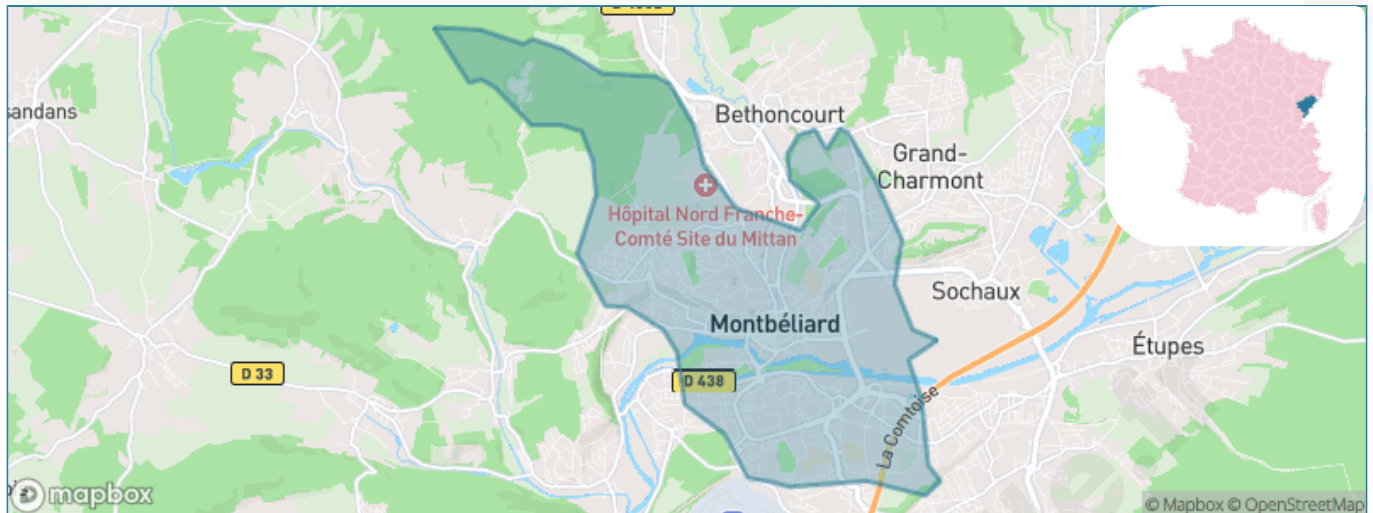 Bethoncourt
sandans
Grand-
Charmont
Hôpital Nord Franche-
Comté Site du Mittan
Sochaux
Montbéliard
Étupes
D 33
D 438
La Comtoise
mapbox
© Mapbox © OpenStreetMap